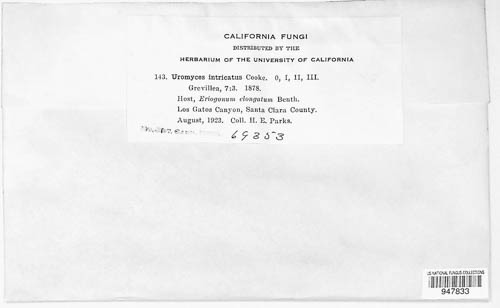 CALIFORNIA FUNGI
DISTRIBUTED BY THE
HERBARIUM OF THE UNIVERSITY OF CALIFORNIA
143. Uromyces intricatus Cooke. 0, I, II, III.
Grevillea, 7:3. 1878.
Host, Eriogonum elongatum Benth.
Los Gatos Canyon, Santa Clara County.
August, 1923. Coll. H. E. Parks.
69353
US NATIONAL FUNGUS COLLECTIONS
947833